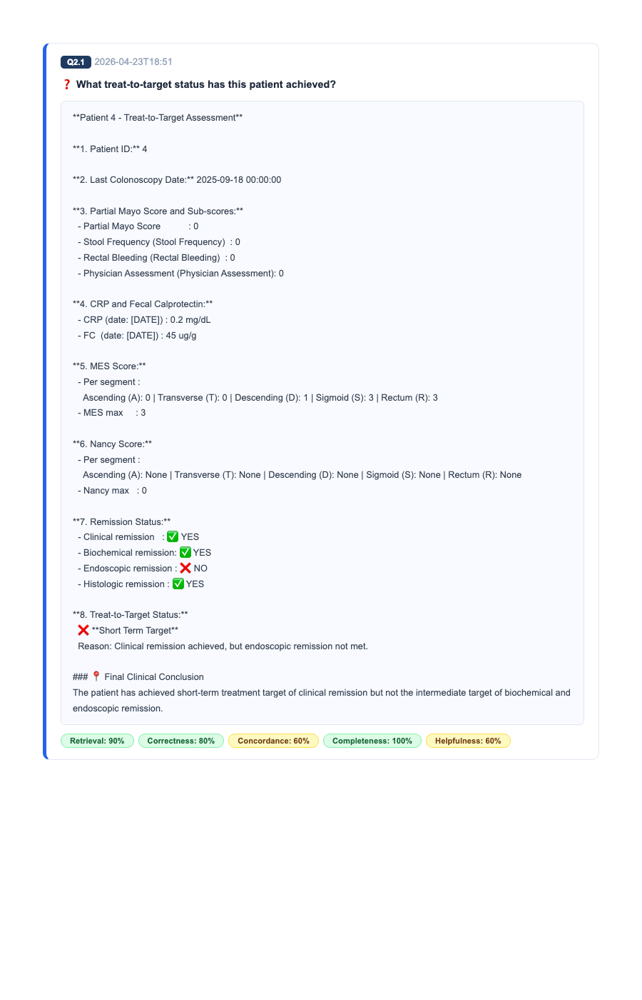 Q2.1 2026-04-23T18:51
❓ What treat-to-target status has this patient achieved?
**Patient 4 - Treat-to-Target Assessment**
**1. Patient ID:** 4
**2. Last Colonoscopy Date:** 2025-09-18 00:00:00
**3. Partial Mayo Score and Sub-scores:**
- Partial Mayo Score : 0
- Stool Frequency (Stool Frequency) : 0
- Rectal Bleeding (Rectal Bleeding) : 0
- Physician Assessment (Physician Assessment): 0
**4. CRP and Fecal Calprotectin:**
- CRP (date: [DATE]) : 0.2 mg/dL
- FC (date: [DATE]) : 45 ug/g
**5. MES Score:**
- Per segment :
Ascending (A): 0 | Transverse (T): 0 | Descending (D): 1 | Sigmoid (S): 3 | Rectum (R): 3
- MES max : 3
**6. Nancy Score:**
- Per segment :
Ascending (A): None | Transverse (T): None | Descending (D): None | Sigmoid (S): None | Rectum (R): None
- Nancy max : 0
**7. Remission Status:**
- Clinical remission : ✅ YES
- Biochemical remission: ✅ YES
- Endoscopic remission : ❌ NO
- Histologic remission : ✅ YES
**8. Treat-to-Target Status:**
❌ **Short Term Target**
Reason: Clinical remission achieved, but endoscopic remission not met.
### 📍 Final Clinical Conclusion
The patient has achieved short-term treatment target of clinical remission but not the intermediate target of biochemical and
endoscopic remission.
Retrieval: 90% Correctness: 80% Concordance: 60% Completeness: 100% Helpfulness: 60%